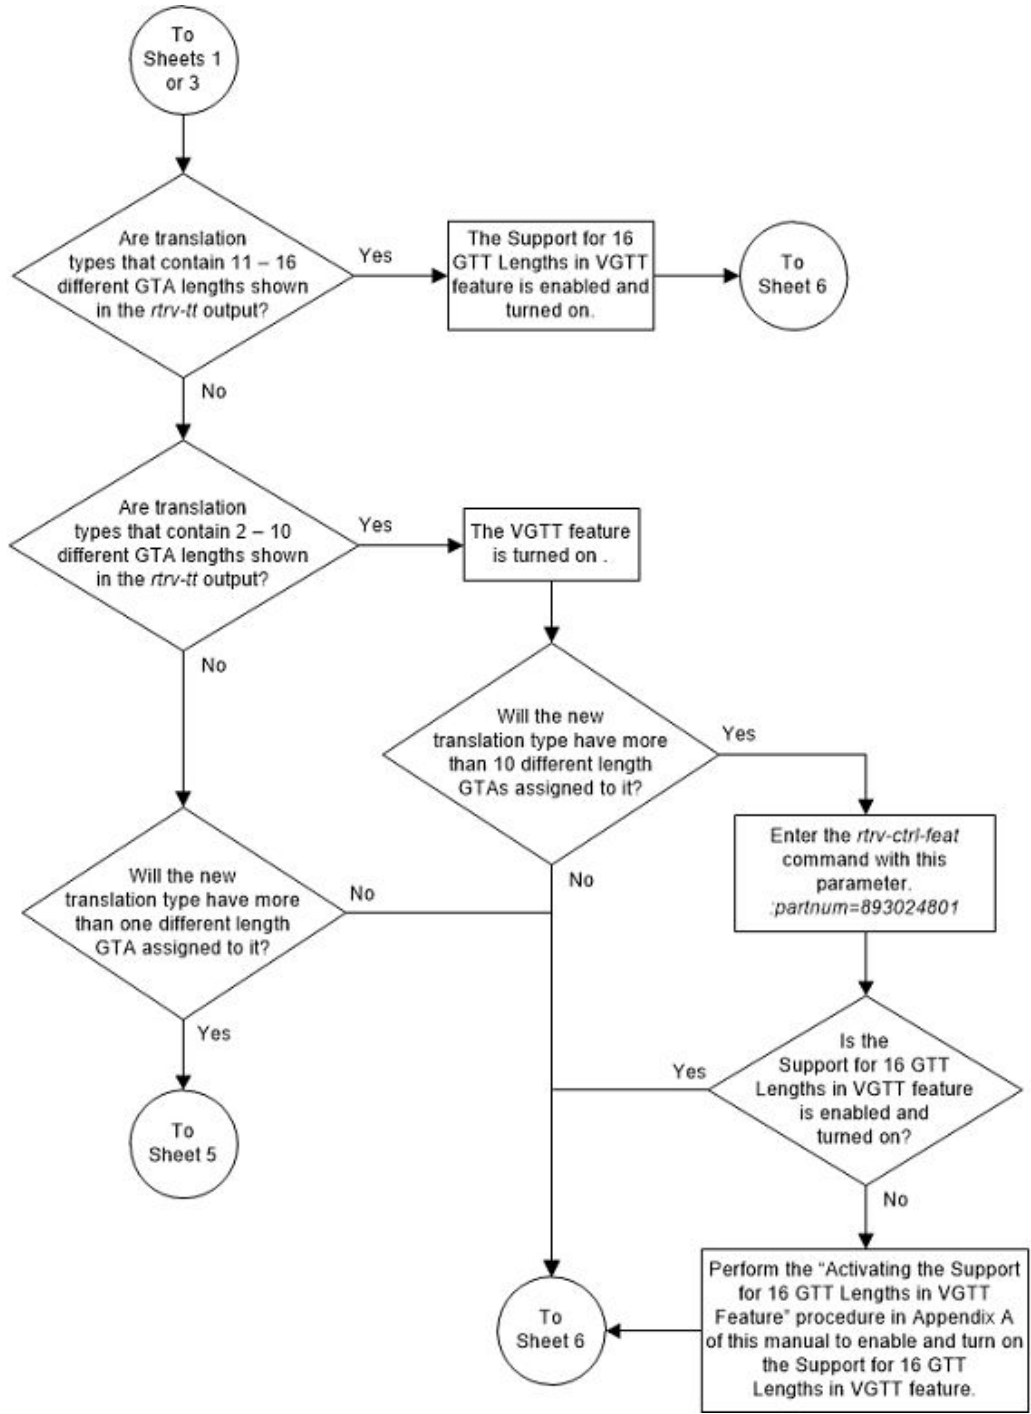 To
Sheets 1
or 3
Are translation
types that contain 11 – 16
different GTA lengths shown
in the rtrv-tt output?
Yes
The Support for 16
GTT Lengths in VGTT
feature is enabled and
turned on.
To
Sheet 6
No
Are translation
types that contain 2 – 10
different GTA lengths shown
in the rtrv-tt output?
Yes
The VGTT feature
is turned on .
No
Will the new
translation type have more
than 10 different length
GTAs assigned to it?
Yes
Enter the rtrv-ctrl-feat
command with this
parameter.
:partnum=893024801
No
Will the new
translation type have more
than one different length
GTA assigned to it?
No
Yes
To
Sheet 5
Is the
Support for 16 GTT
Lengths in VGTT feature
is enabled and
turned on?
Yes
No
Perform the “Activating the Support
for 16 GTT Lengths in VGTT
Feature” procedure in Appendix A
of this manual to enable and turn on
the Support for 16 GTT
Lengths in VGTT feature.
To
Sheet 6